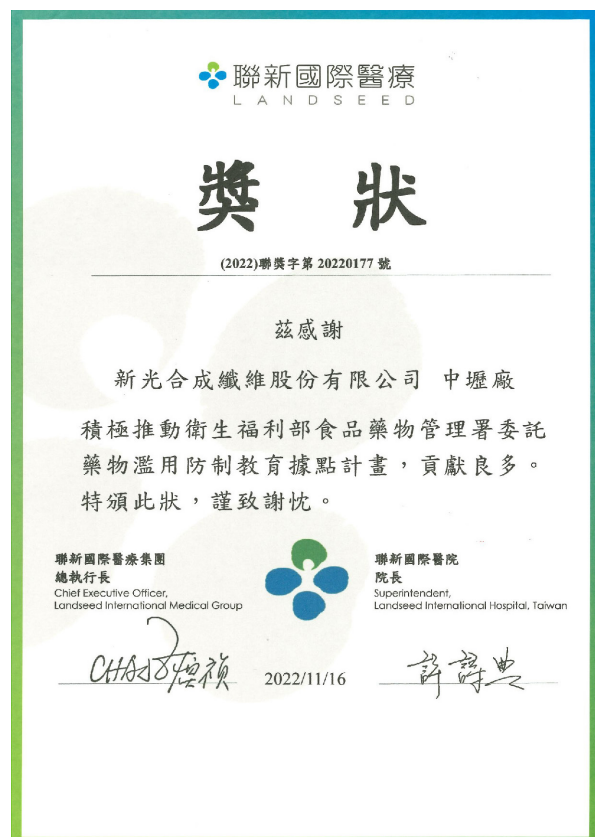 聯新國際醫療
LANDSEED
獎 狀
(2022)聯獎字第 20220177 號
茲感謝
新光合成纖維股份有限公司 中壢廠
積極推動衛生福利部食品藥物管理署委託
藥物濫用防制教育據點計畫，貢獻良多。
特頒此狀，謹致謝忱。
聯新國際醫療集團
總執行長
Chief Executive Officer,
Landseed International Medical Group
聯新國際醫院
院長
Superintendent,
Landseed International Hospital, Taiwan
2022/11/16